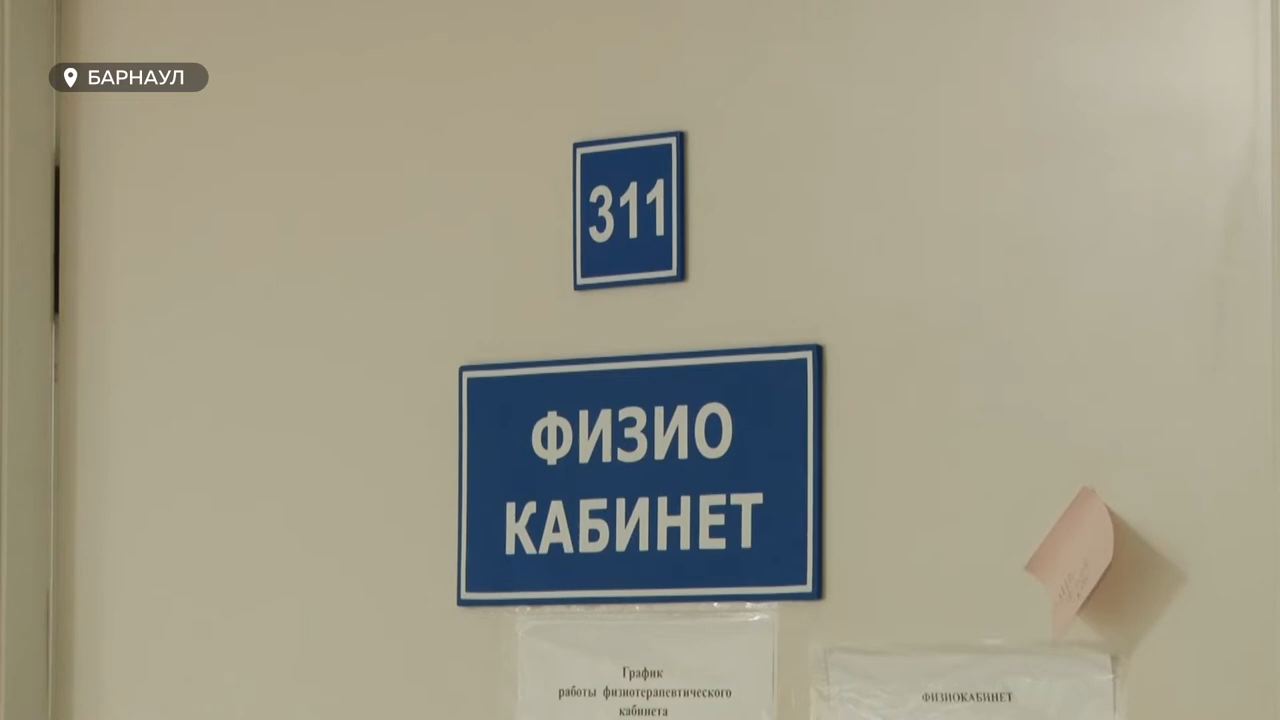 БАРНАУЛ
311
ФИЗИО
КАБИНЕТ
График
работы физиотерапевтического
кабинета
ФИЗИОКАБИНЕТ